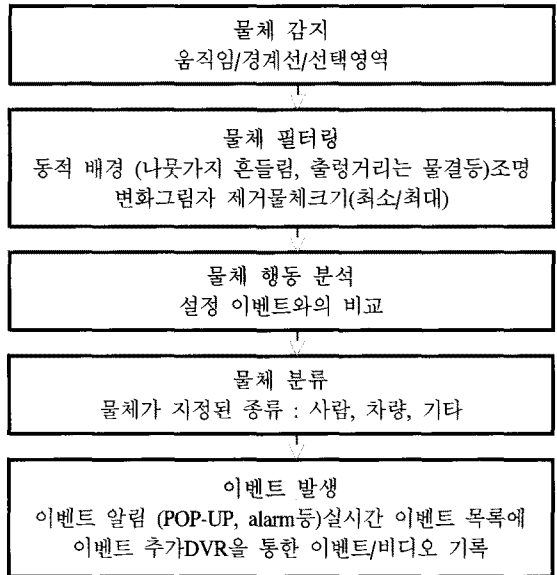 물체 감지
움직임/경계선/선택영역
물체 필터링
동적 배경 (나뭇가지 흔들림, 출렁거리는 물결등)조명
변화그림자 제거물체크기(최소/최대)
물체 행동 분석
설정 이벤트와의 비교
물체 분류
물체가 지정된 종류 : 사람, 차량, 기타
이벤트 발생
이벤트 알림 (POP-UP, alarm등)실시간 이벤트 목록에
이벤트 추가DVR을 통한 이벤트/비디오 기록